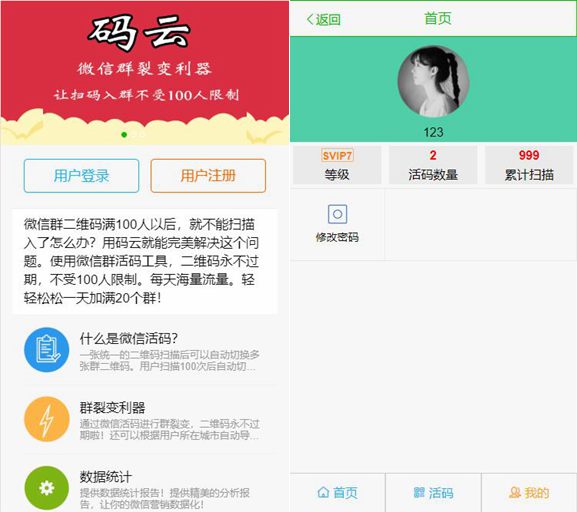 码云
微信群裂变利器
让扫码入群不受100人限制
用户登录
用户注册
微信群二维码满100人以后，就不能扫描
入了怎么办？用码云就能完美解决这个问
题。使用微信群活码工具，二维码永不过
期，不受100人限制。每天海量流量。轻
轻松松一天加满20个群！
什么是微信活码？
一张统一的二维码扫描后可以自动切换多
张群二维码。用户扫描100次后自动切...
群裂变利器
通过微信活码进行群裂变，二维码永不过
期啦！还可以根据用户所在城市自动导...
数据统计
提供数据统计报告！提供精美的分析报
告，让你的微信营销数据化！
返回
首页
123
SVIP7
等级
2
活码数量
999
累计扫描
修改密码
首页
活码
我的